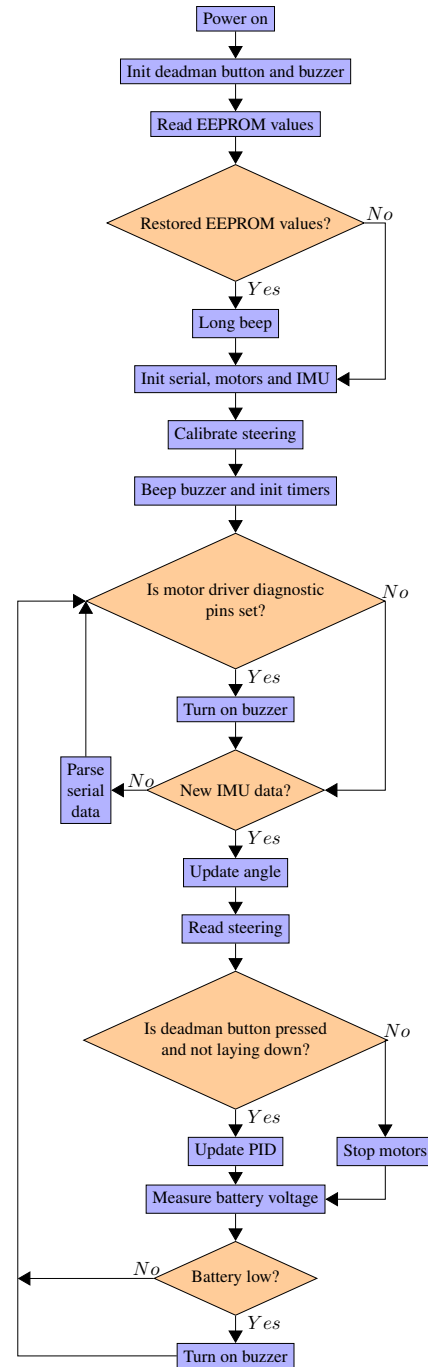 Power on
Init deadman button and buzzer
Read EEPROM values
Restored EEPROM values?
No
Yes
Long beep
Init serial, motors and IMU
Calibrate steering
Beep buzzer and init timers
Is motor driver diagnostic
pins set?
No
Yes
Turn on buzzer
New IMU data?
No
Parse
serial
data
Yes
Update angle
Read steering
Is deadman button pressed
and not laying down?
No
Yes
Update PID
Stop motors
Measure battery voltage
Battery low?
No
Yes
Turn on buzzer